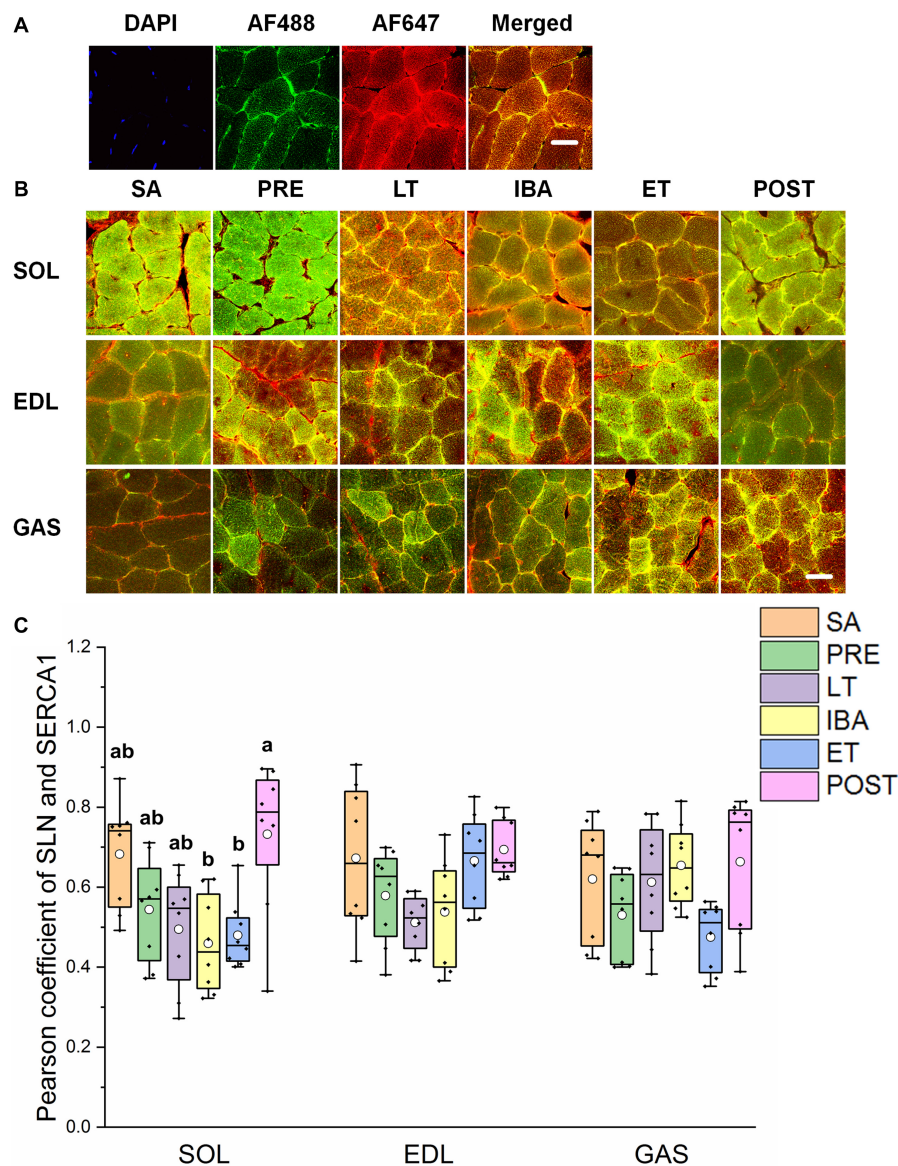 A
DAPI AF488 AF647 Merged
B
SA PRE LT IBA ET POST
SOL
EDL
GAS
C
Pearson coefficient of SLN and SERCA1
1.2
1.0
0.8
0.6
0.4
0.2
0.0
ab ab ab b b a
SOL EDL GAS
SA
PRE
LT
IBA
ET
POST